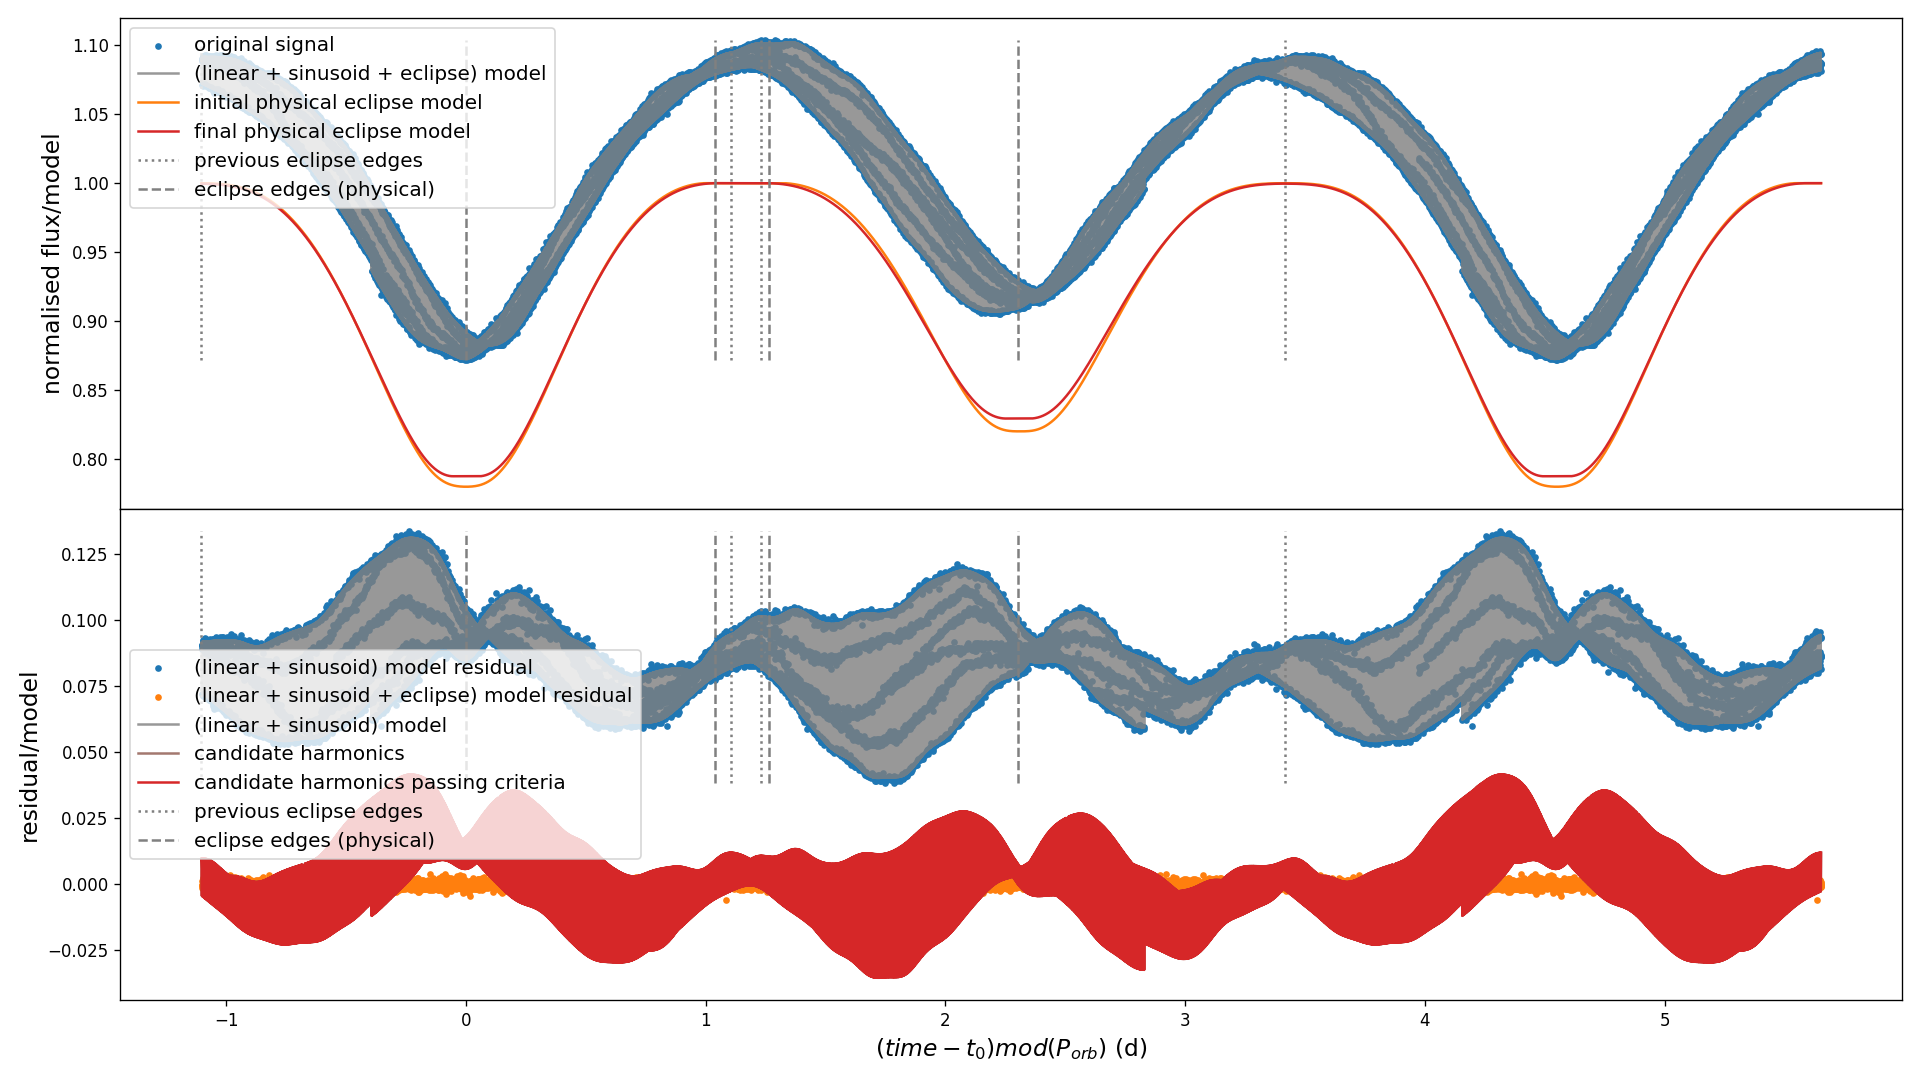 1.10
1.05
1.00
0.95
0.90
0.85
0.80
normalised flux/model
original signal
(linear + sinusoid + eclipse) model
initial physical eclipse model
final physical eclipse model
previous eclipse edges
eclipse edges (physical)
0.125
0.100
0.075
0.050
0.025
0.000
−0.025
residual/model
(linear + sinusoid) model residual
(linear + sinusoid + eclipse) model residual
(linear + sinusoid) model
candidate harmonics
candidate harmonics passing criteria
previous eclipse edges
eclipse edges (physical)
−1 0 1 2 3 4 5
(time − t₀)mod(Pₒᵣb) (d)